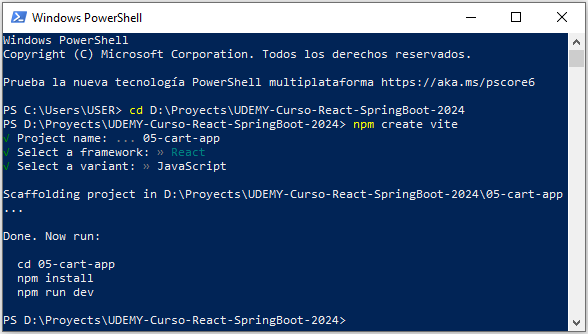 Windows PowerShell
Windows PowerShell
Copyright (C) Microsoft Corporation. Todos los derechos reservados.
Prueba la nueva tecnología PowerShell multiplataforma https://aka.ms/pscore6
PS C:\Users\USER> cd D:\Proyects\UDEMY-Curso-React-SpringBoot-2024
PS D:\Proyects\UDEMY-Curso-React-SpringBoot-2024> npm create vite
√ Project name: ... 05-cart-app
√ Select a framework: » React
√ Select a variant: » JavaScript
Scaffolding project in D:\Proyects\UDEMY-Curso-React-SpringBoot-2024\05-cart-app
...
Done. Now run:
cd 05-cart-app
npm install
npm run dev
PS D:\Proyects\UDEMY-Curso-React-SpringBoot-2024>